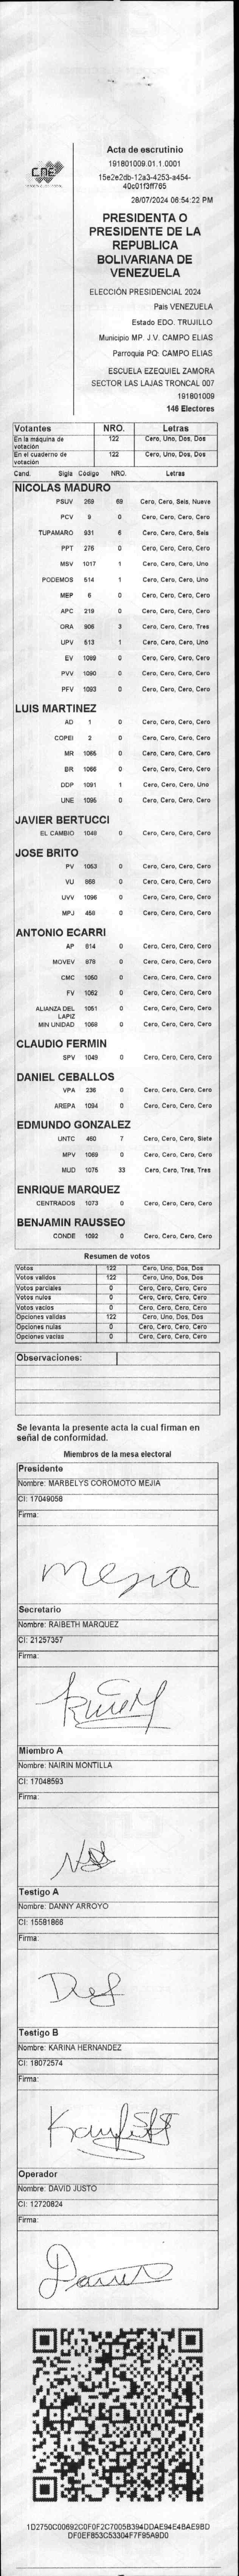 Acta de escrutinio
191801009.01.1.0001
15e2e2db-12a3-4253-a454-
40c01f3ff765
28/07/2024 06:54:22 PM
CNE
PRESIDENTA O
PRESIDENTE DE LA
REPUBLICA
BOLIVARIANA DE
VENEZUELA
ELECCIÓN PRESIDENCIAL 2024
Pais VENEZUELA
Estado EDO. TRUJILLO
Municipio MP. J.V. CAMPO ELIAS
Parroquia PQ: CAMPO ELIAS
ESCUELA EZEQUIEL ZAMORA
SECTOR LAS LAJAS TRONCAL 007
191801009
146 Electores
Votantes NRO. Letras
En la máquina de votación 122 Cero, Uno, Dos, Dos
En el cuaderno de votación 122 Cero, Uno, Dos, Dos
Cand. Sigla Código NRO. Letras
NICOLAS MADURO
PSUV 269 69 Cero, Cero, Seis, Nueve
PCV 9 0 Cero, Cero, Cero, Cero
TUPAMARO 931 6 Cero, Cero, Cero, Seis
PPT 276 0 Cero, Cero, Cero, Cero
MSV 1017 1 Cero, Cero, Cero, Uno
PODEMOS 514 1 Cero, Cero, Cero, Uno
MEP 6 0 Cero, Cero, Cero, Cero
APC 219 0 Cero, Cero, Cero, Cero
ORA 906 3 Cero, Cero, Cero, Tres
UPV 513 1 Cero, Cero, Cero, Uno
EV 1089 0 Cero, Cero, Cero, Cero
PVV 1090 0 Cero, Cero, Cero, Cero
PFV 1093 0 Cero, Cero, Cero, Cero
LUIS MARTINEZ
AD 1 0 Cero, Cero, Cero, Cero
COPEI 2 0 Cero, Cero, Cero, Cero
MR 1065 0 Cero, Cero, Cero, Cero
BR 1066 0 Cero, Cero, Cero, Cero
DDP 1091 1 Cero, Cero, Cero, Uno
UNE 1095 0 Cero, Cero, Cero, Cero
JAVIER BERTUCCI
EL CAMBIO 1048 0 Cero, Cero, Cero, Cero
JOSE BRITO
PV 1053 0 Cero, Cero, Cero, Cero
VU 868 0 Cero, Cero, Cero, Cero
UVV 1096 0 Cero, Cero, Cero, Cero
MPJ 458 0 Cero, Cero, Cero, Cero
ANTONIO ECARRI
AP 814 0 Cero, Cero, Cero, Cero
MOVEV 878 0 Cero, Cero, Cero, Cero
CMC 1050 0 Cero, Cero, Cero, Cero
FV 1062 0 Cero, Cero, Cero, Cero
ALIANZA DEL LAPIZ 1051 0 Cero, Cero, Cero, Cero
MIN UNIDAD 1068 0 Cero, Cero, Cero, Cero
CLAUDIO FERMIN
SPV 1049 0 Cero, Cero, Cero, Cero
DANIEL CEBALLOS
VPA 236 0 Cero, Cero, Cero, Cero
AREPA 1094 0 Cero, Cero, Cero, Cero
EDMUNDO GONZALEZ
UNTC 460 7 Cero, Cero, Cero, Siete
MPV 1069 0 Cero, Cero, Cero, Cero
MUD 1075 33 Cero, Cero, Tres, Tres
ENRIQUE MARQUEZ
CENTRADOS 1073 0 Cero, Cero, Cero, Cero
BENJAMIN RAUSSEO
CONDE 1092 0 Cero, Cero, Cero, Cero
Resumen de votos
Votos 122 Cero, Uno, Dos, Dos
Votos validos 122 Cero, Uno, Dos, Dos
Votos parciales 0 Cero, Cero, Cero, Cero
Votos nulos 0 Cero, Cero, Cero, Cero
Votos vacios 0 Cero, Cero, Cero, Cero
Opciones validas 122 Cero, Uno, Dos, Dos
Opciones nulas 0 Cero, Cero, Cero, Cero
Opciones vacias 0 Cero, Cero, Cero, Cero
Observaciones:
Se levanta la presente acta la cual firman en
señal de conformidad.
Miembros de la mesa electoral
Presidente
Nombre: MARBELYS COROMOTO MEJIA
CI: 17049058
Firma:
Mejia
Secretario
Nombre: RAIBETH MARQUEZ
CI: 21257357
Firma:
Miembro A
Nombre: NAIRIN MONTILLA
CI: 17048593
Firma:
Testigo A
Nombre: DANNY ARROYO
CI: 15581866
Firma:
Testigo B
Nombre: KARINA HERNANDEZ
CI: 18072574
Firma:
Operador
Nombre: DAVID JUSTO
CI: 12720824
Firma:
1D2750C00692C0F0F2C7005B394DDAE94E4BAE9BD
DF0EF853C53304F7F95A9D0